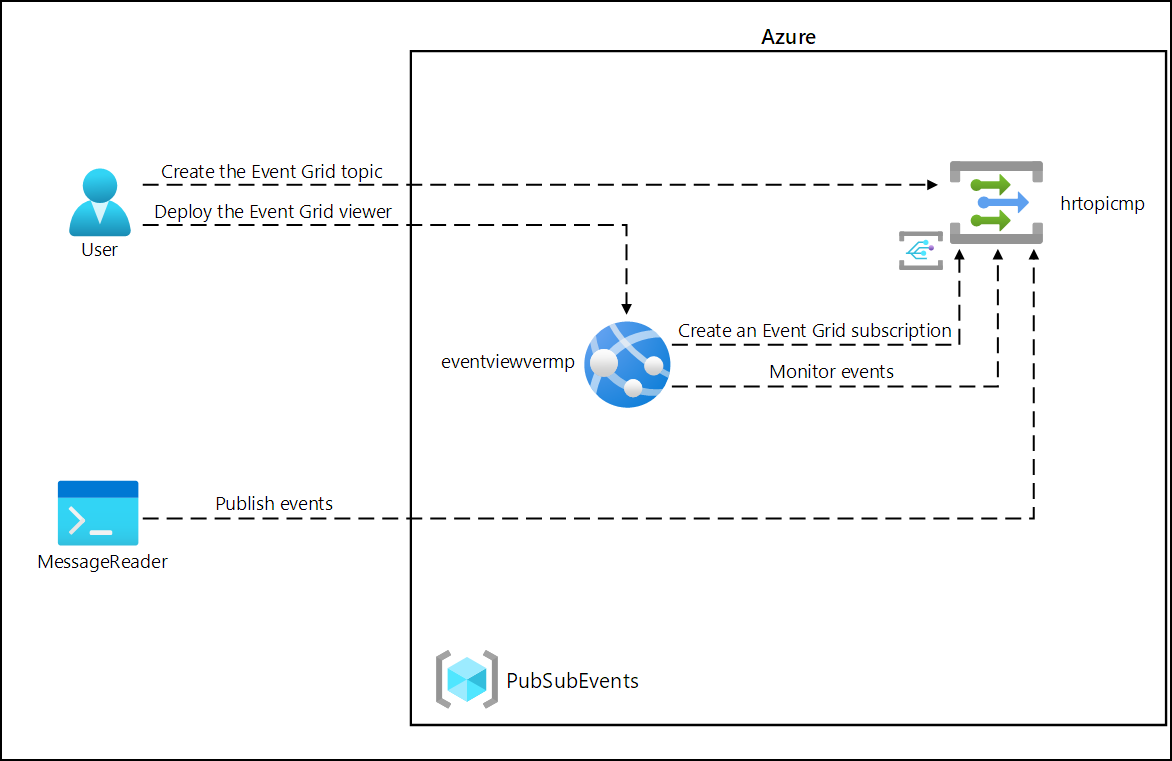 Azure
Create the Event Grid topic
Deploy the Event Grid viewer
User
hrtopicmp
Create an Event Grid subscription
eventviewvermp
Monitor events
Publish events
MessageReader
PubSubEvents